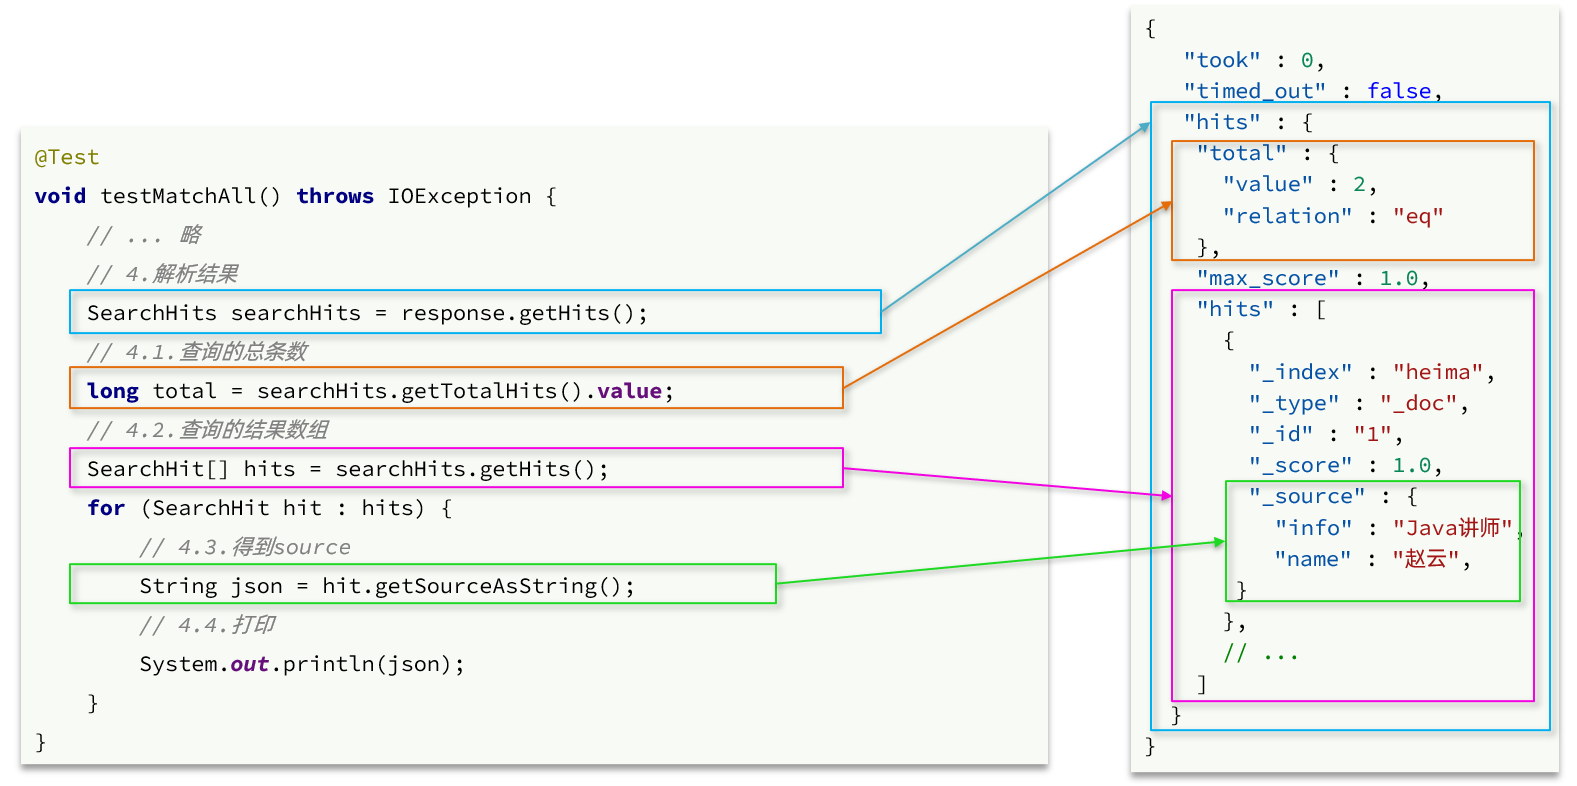 @Test
void testMatchAll() throws IOException {
    // ... 略
    // 4.解析结果
    SearchHits searchHits = response.getHits();
    // 4.1.查询的总条数
    long total = searchHits.getTotalHits().value;
    // 4.2.查询的结果数组
    SearchHit[] hits = searchHits.getHits();
    for (SearchHit hit : hits) {
        // 4.3.得到source
        String json = hit.getSourceAsString();
        // 4.4.打印
        System.out.println(json);
    }
}
{
   "took" : 0,
   "timed_out" : false,
   "hits" : {
    "total" : {
      "value" : 2,
      "relation" : "eq"
    },
    "max_score" : 1.0,
    "hits" : [
      {
        "_index" : "heima",
        "_type" : "_doc",
        "_id" : "1",
        "_score" : 1.0,
        "_source" : {
          "info" : "Java讲师",
          "name" : "赵云",
       }
      },
      // ...
    ]
  }
}